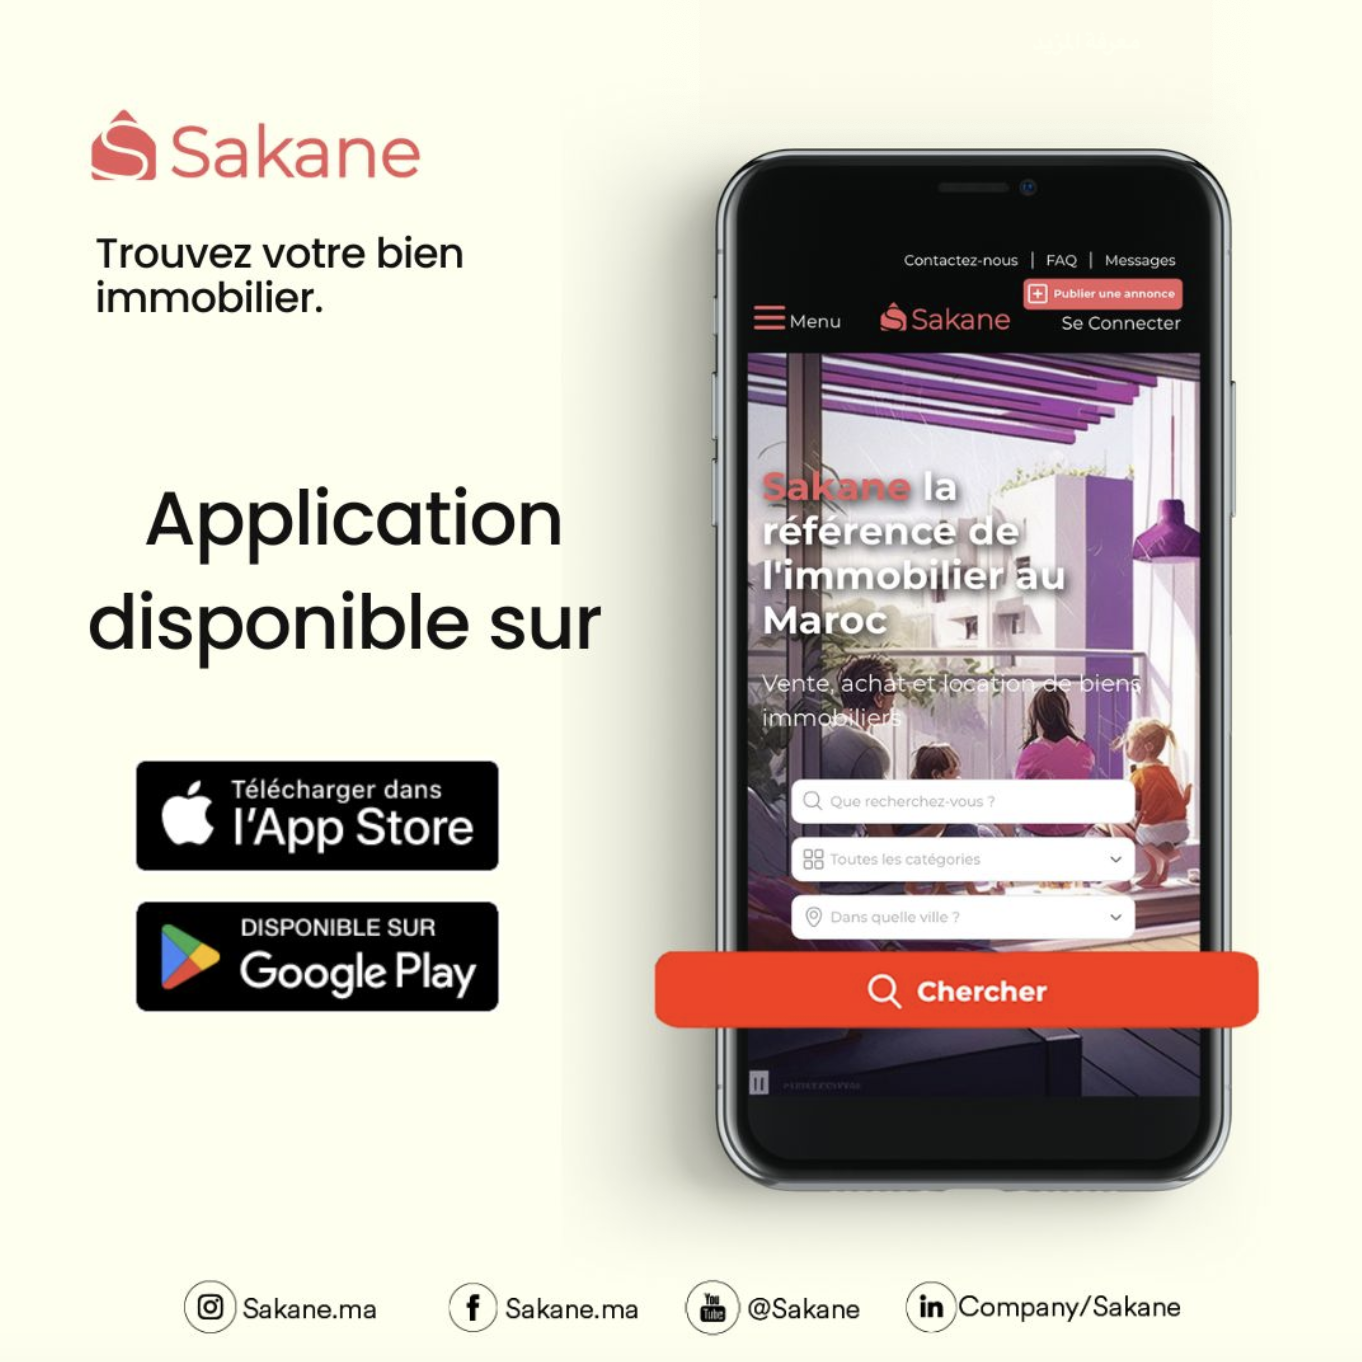 Sakane
Trouvez votre bien
immobilier.
Application
disponible sur
Télécharger dans
l'App Store
DISPONIBLE SUR
Google Play
Contactez-nous | FAQ | Messages
Publier une annonce
Menu
Sakane
Se Connecter
Sakane la
référence de
l'immobilier au
Maroc
Vente, achat et location de biens
immobiliers
Que recherchez-vous ?
Toutes les catégories
Dans quelle ville ?
Chercher
Sakane.ma
Sakane.ma
You
Tube
@Sakane
in
Company/Sakane